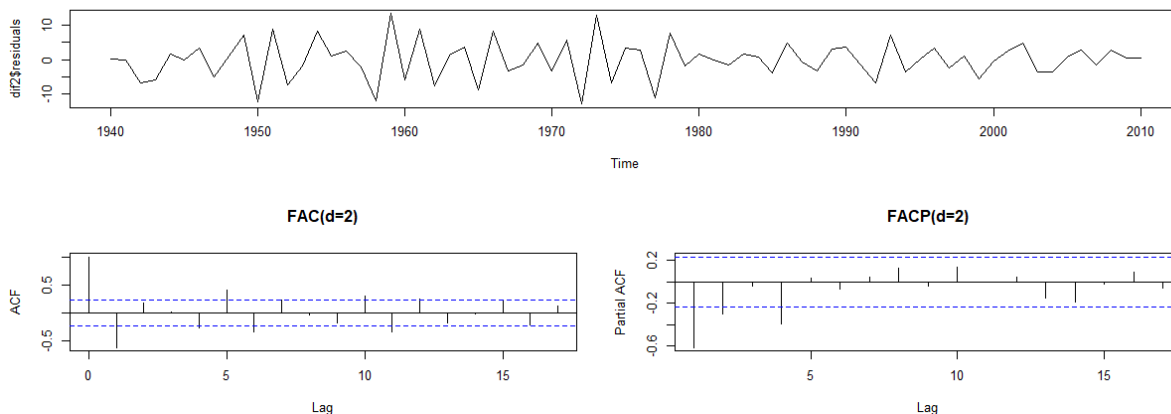 dif2$residuals
10
0
-10
1940 1950 1960 1970 1980 1990 2000 2010
Time
FAC(d=2)
ACF
0.5
-0.5
0 5 10 15
Lag
FACP(d=2)
Partial ACF
0.2
-0.2
-0.6
5 10 15
Lag